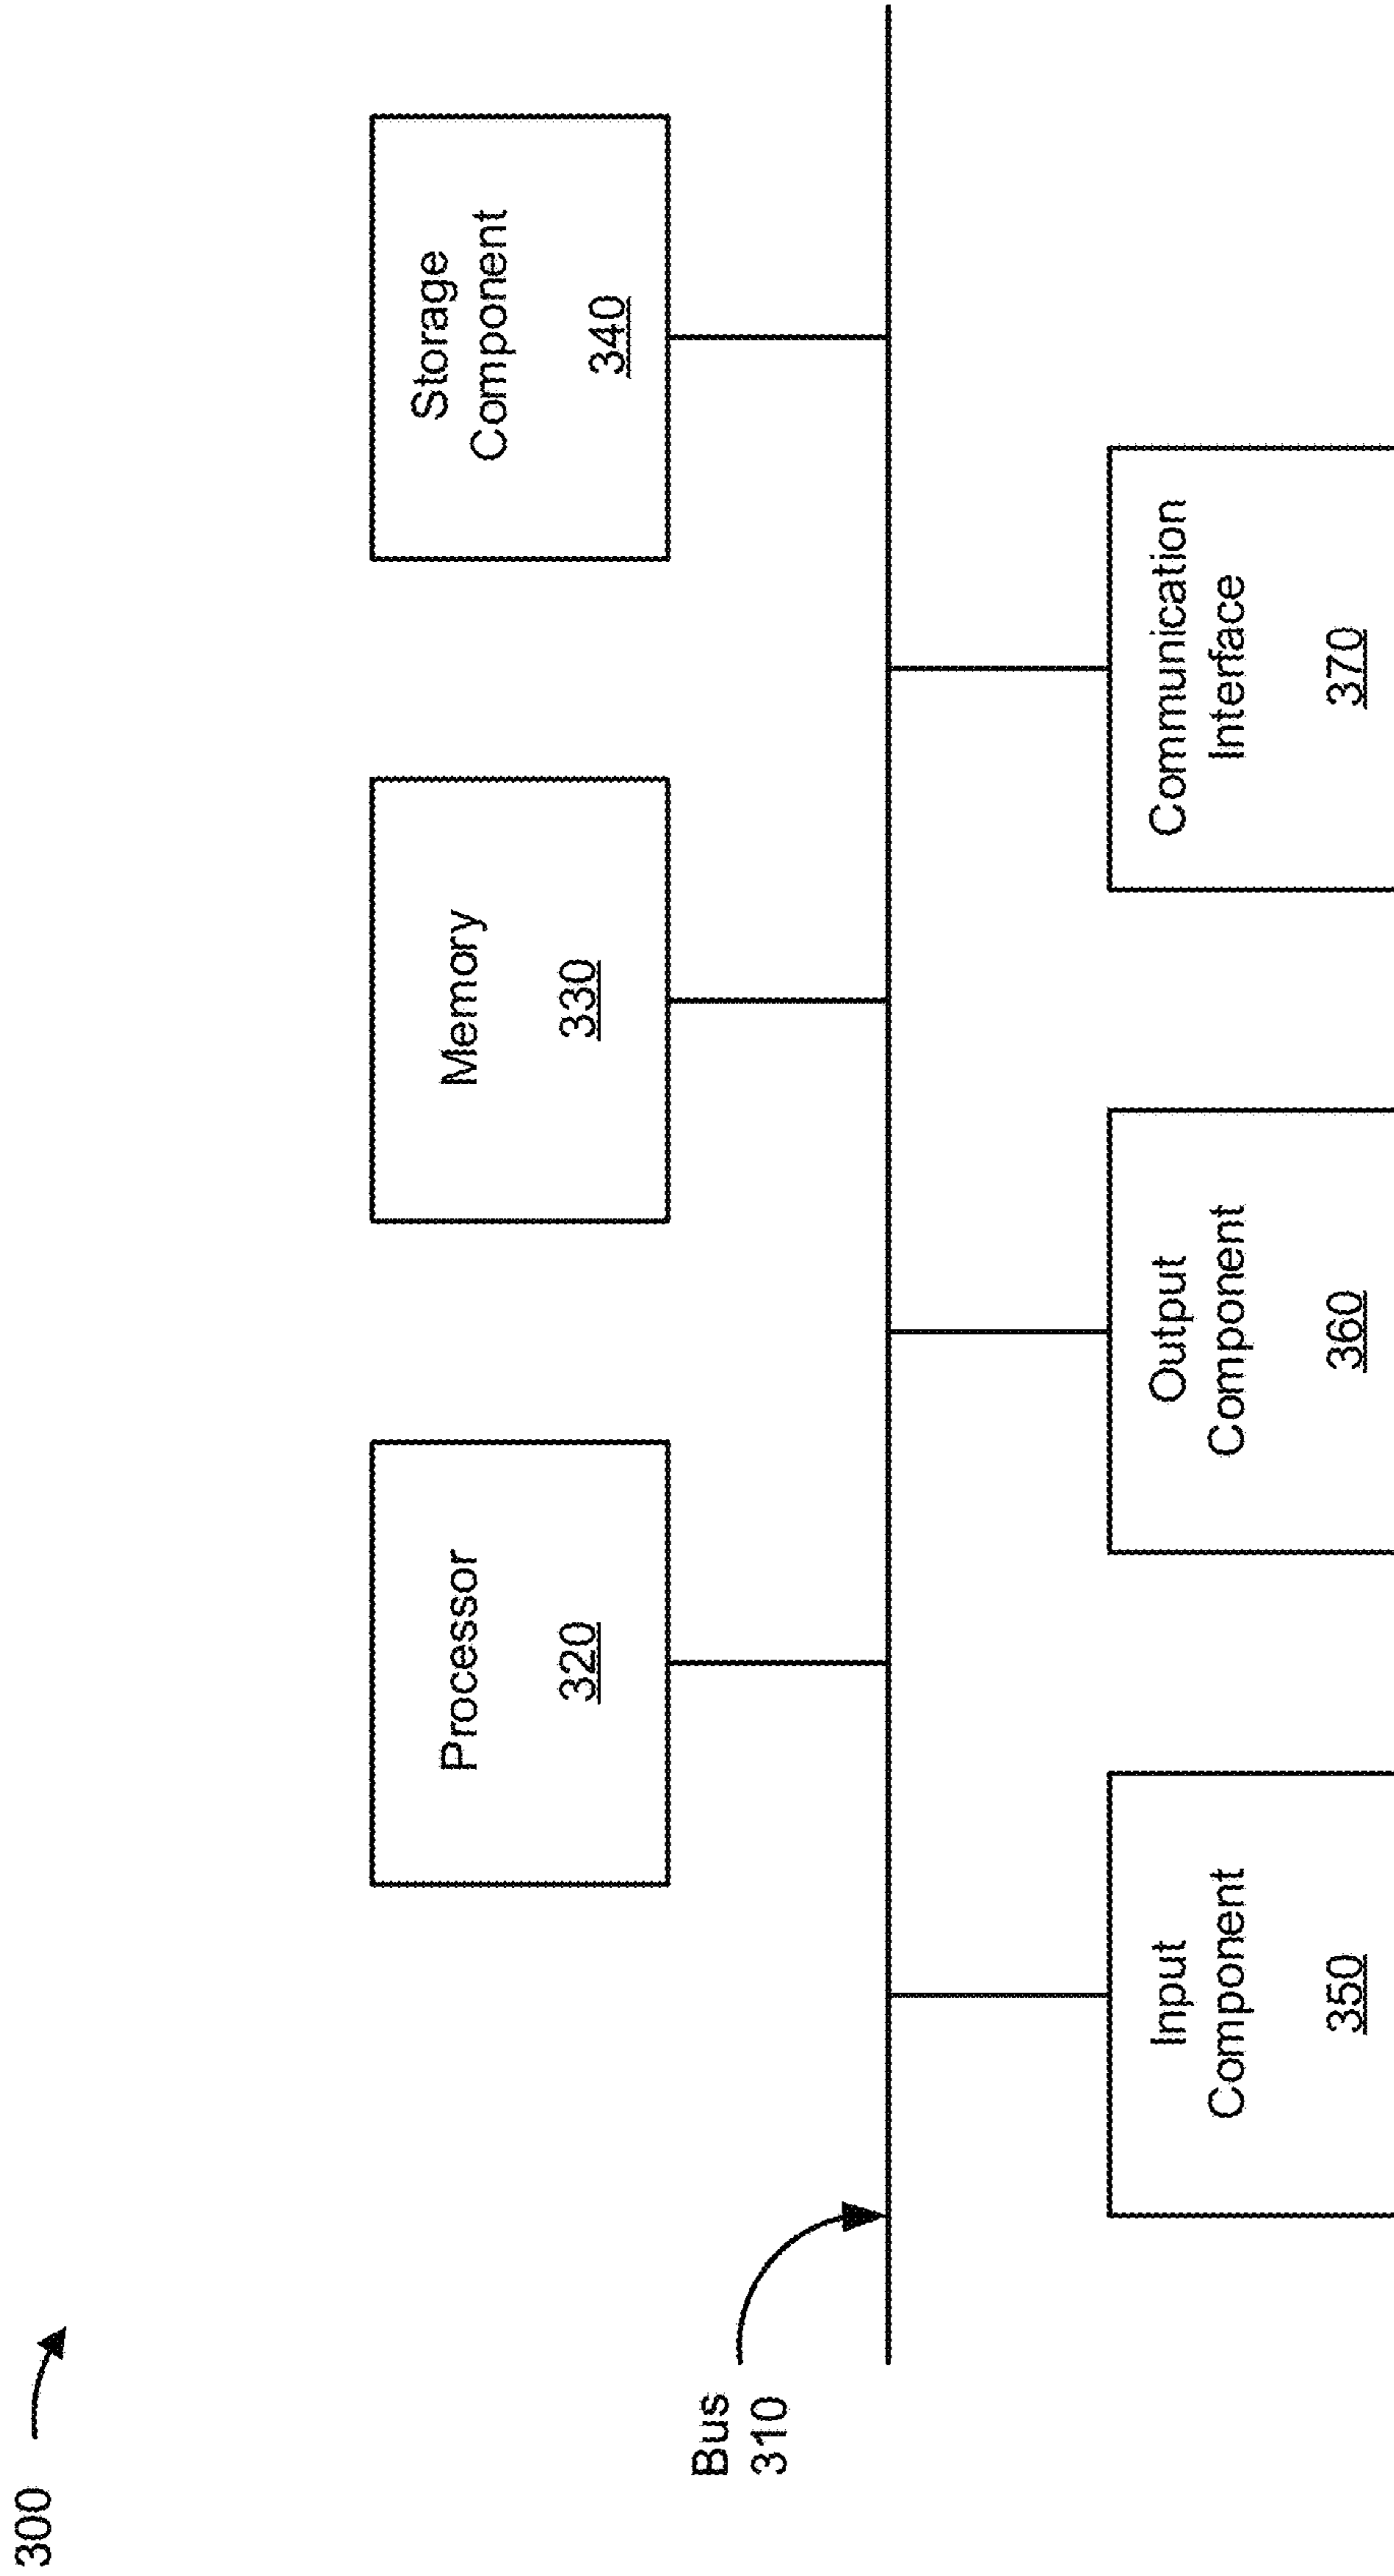 300
Processor
320
Memory
330
Storage
Component
340
Bus
310
Input
Component
350
Output
Component
360
Communication
Interface
370